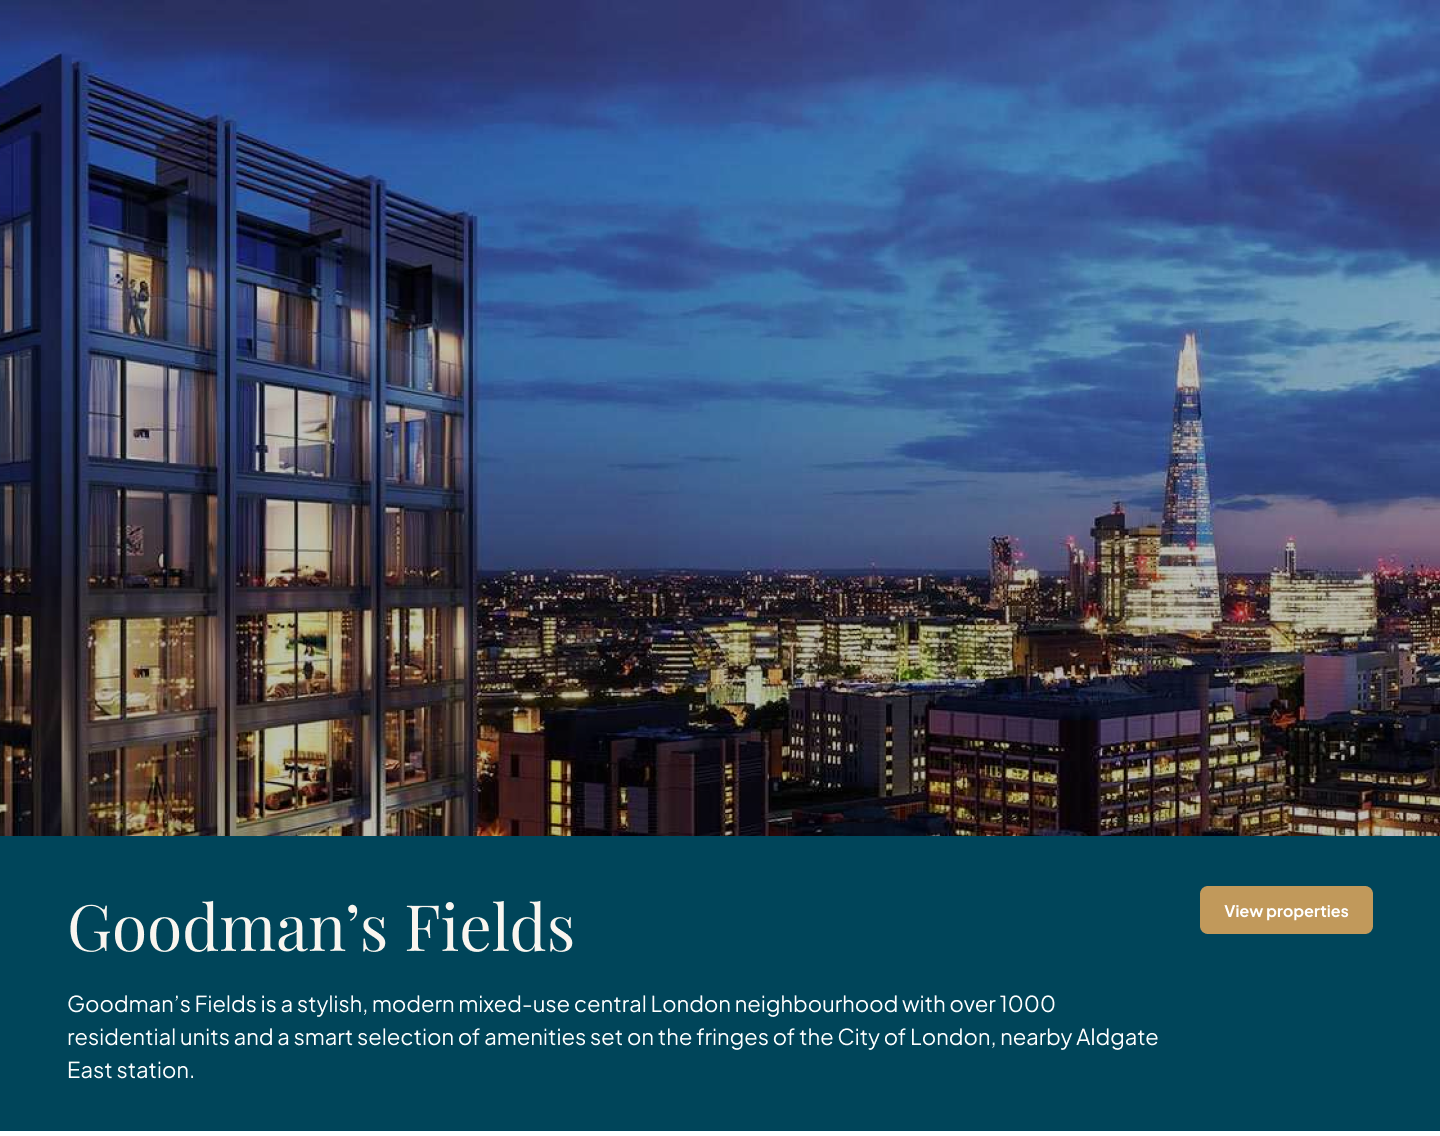 Goodman’s Fields
View properties
Goodman’s Fields is a stylish, modern mixed-use central London neighbourhood with over 1000
residential units and a smart selection of amenities set on the fringes of the City of London, nearby Aldgate
East station.